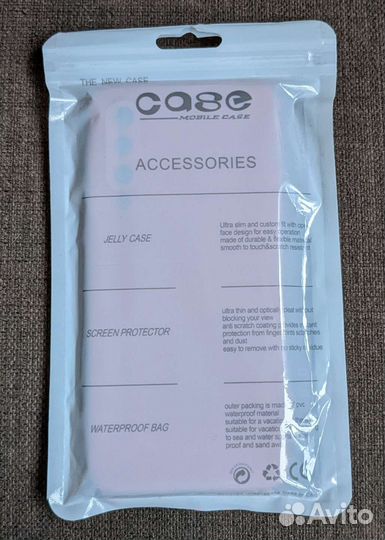 THE NEW CASE
case
MOBILE CASE
ACCESSORIES
JELLY CASE
Ultra slim and custom fit with open
face design for easy operation
made of durable & flexible material
smooth to touch&scratch resistant
SCREEN PROTECTOR
ultra thin and optically ideal without
blocking your view
anti scratch coating provides instant
protection from fingerprints scratches
and dust
easy to remove with no sticky residue
WATERPROOF BAG
outer packing is made of pvc
waterproof material
suitable for a vacation
suitable for vacation
to sea and water sports
proof and sand away
CE
Avito